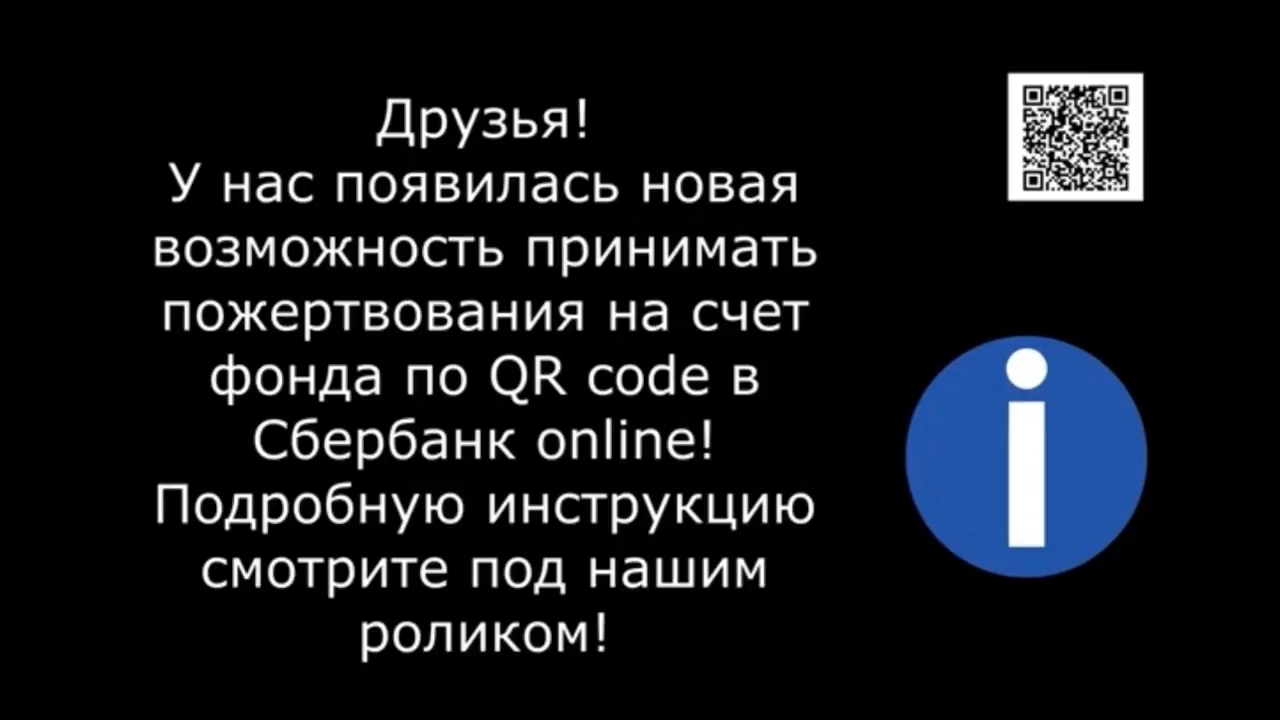 Друзья!
У нас появилась новая
возможность принимать
пожертвования на счет
фонда по QR code в
Сбербанк online!
Подробную инструкцию
смотрите под нашим
роликом!
i